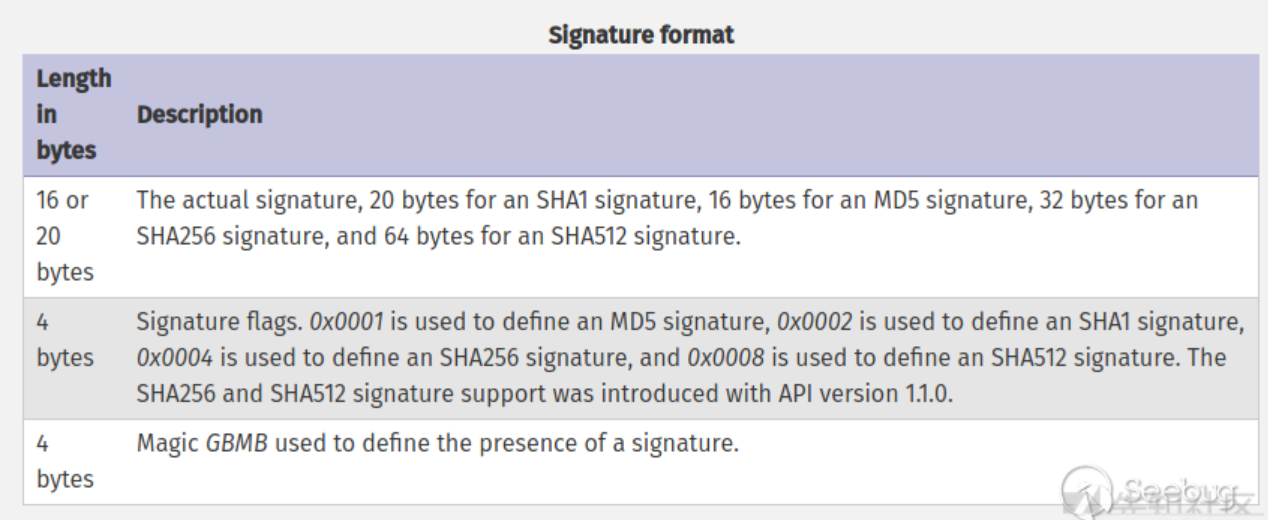 Signature format
Length
in
bytes
Description
16 or
20
bytes
The actual signature, 20 bytes for an SHA1 signature, 16 bytes for an MD5 signature, 32 bytes for an
SHA256 signature, and 64 bytes for an SHA512 signature.
4
bytes
Signature flags. 0x0001 is used to define an MD5 signature, 0x0002 is used to define an SHA1 signature,
0x0004 is used to define an SHA256 signature, and 0x0008 is used to define an SHA512 signature. The
SHA256 and SHA512 signature support was introduced with API version 1.1.0.
4
bytes
Magic GBMB used to define the presence of a signature.
Seebug